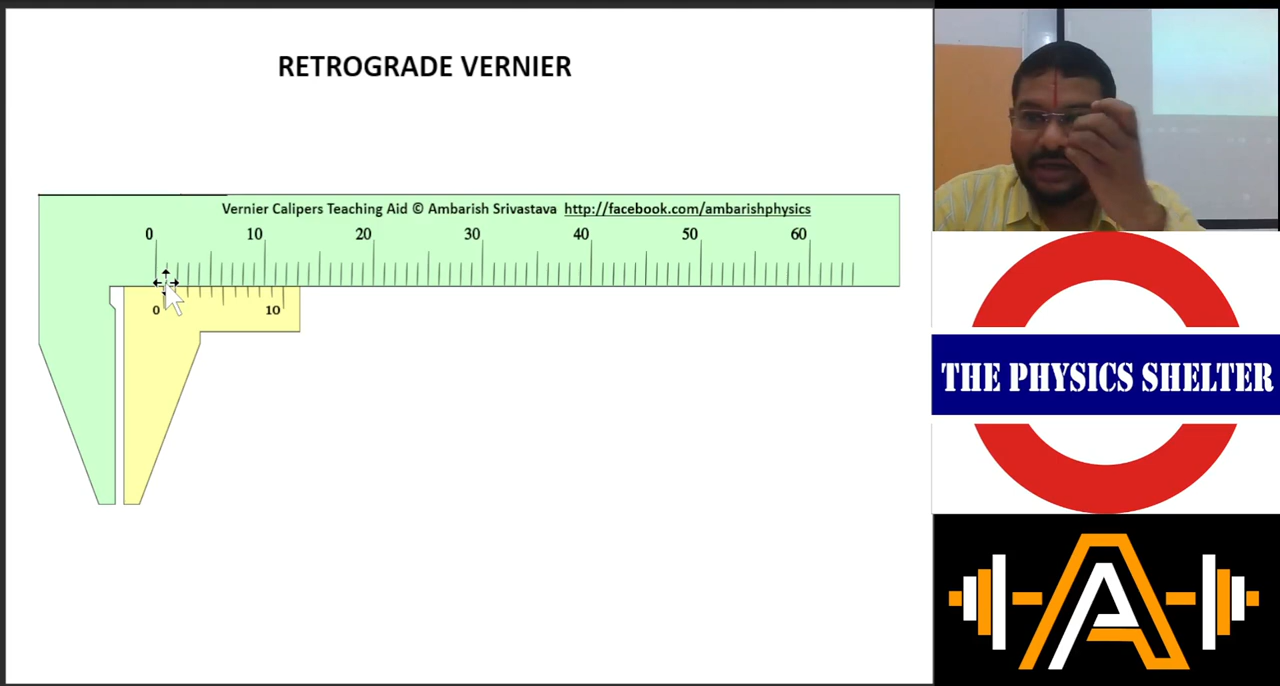 RETROGRADE VERNIER
Vernier Calipers Teaching Aid © Ambarish Srivastava http://facebook.com/ambarishphysics
0 10 20 30 40 50 60
0 10
THE PHYSICS SHELTER
A